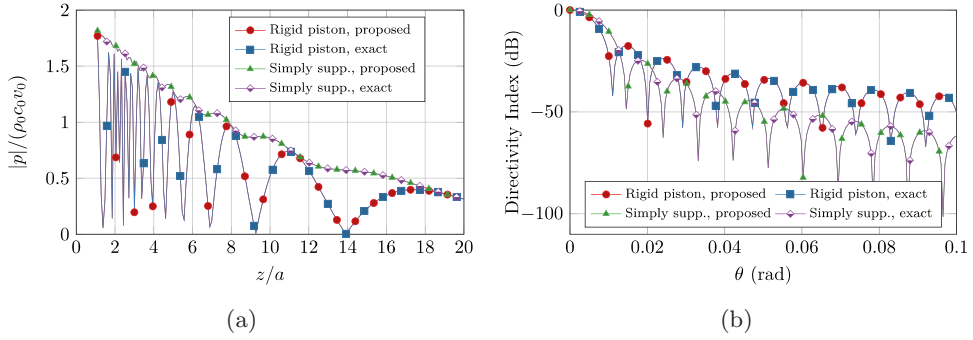 2
1.5
1
0.5
0
0 2 4 6 8 10 12 14 16 18 20
|p|/(ρ₀c₀v₀)
z/a
Rigid piston, proposed
Rigid piston, exact
Simply supp., proposed
Simply supp., exact
(a)
0
−50
−100
0 0.02 0.04 0.06 0.08 0.1
Directivity Index (dB)
θ (rad)
Rigid piston, proposed Rigid piston, exact
Simply supp., proposed Simply supp., exact
(b)